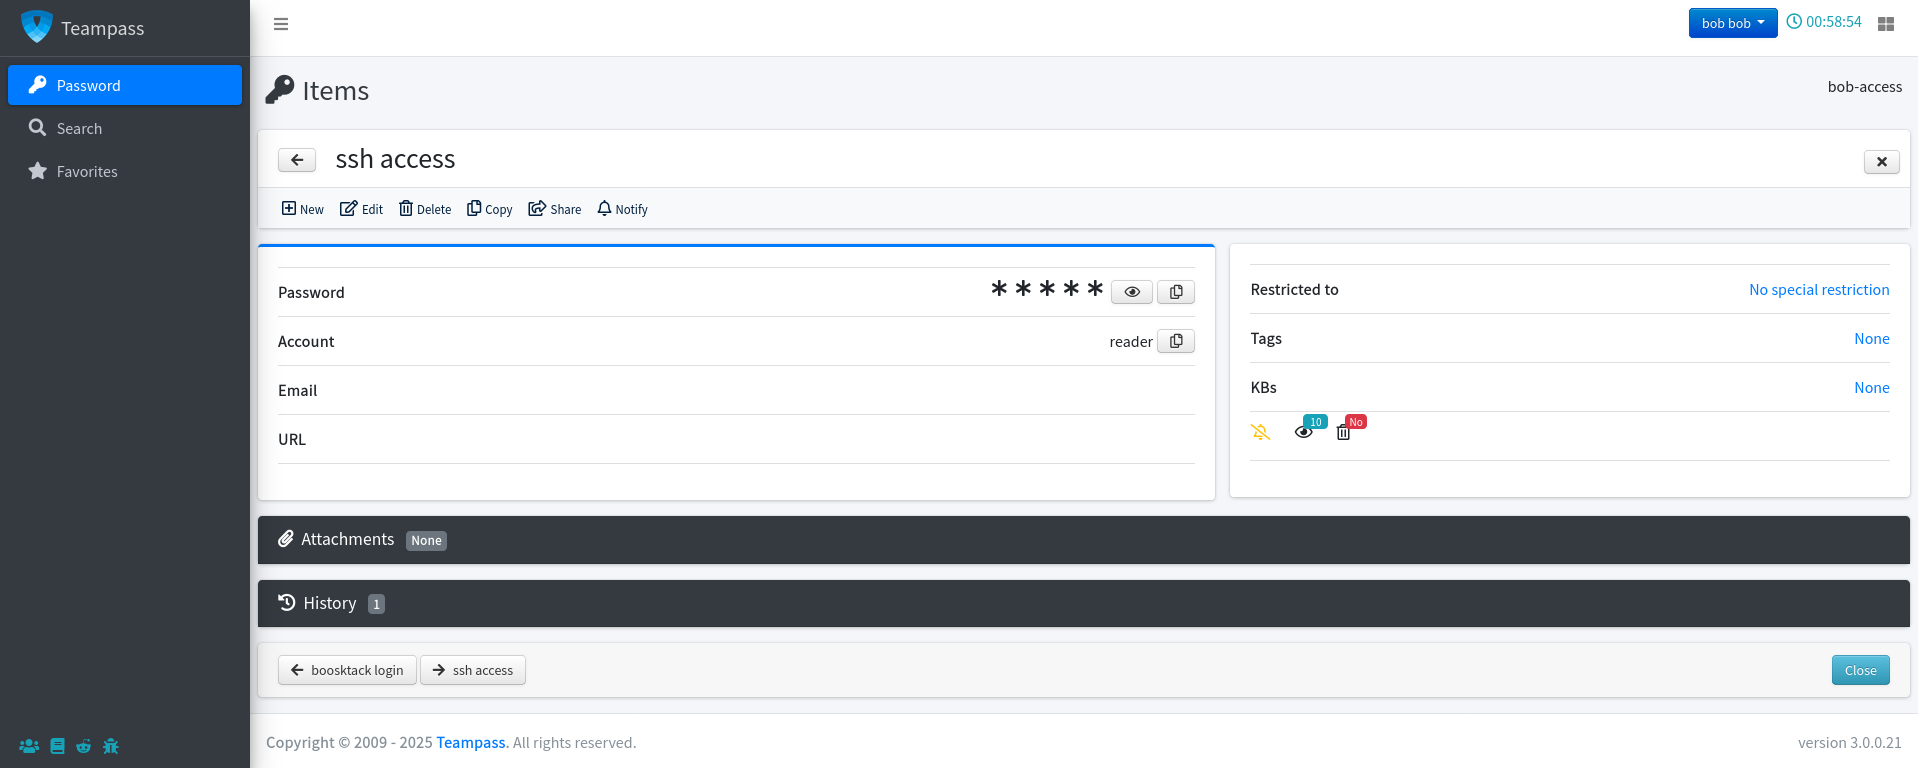 Teampass
bob bob
00:58:54
Password
Search
Favorites
Items
bob-access
ssh access
New Edit Delete Copy Share Notify
Password * * * * *
Account reader
Email
URL
Restricted to No special restriction
Tags None
KBs None
10 No
Attachments None
History 1
boosktack login ssh access Close
Copyright © 2009 - 2025 Teampass. All rights reserved. version 3.0.0.21